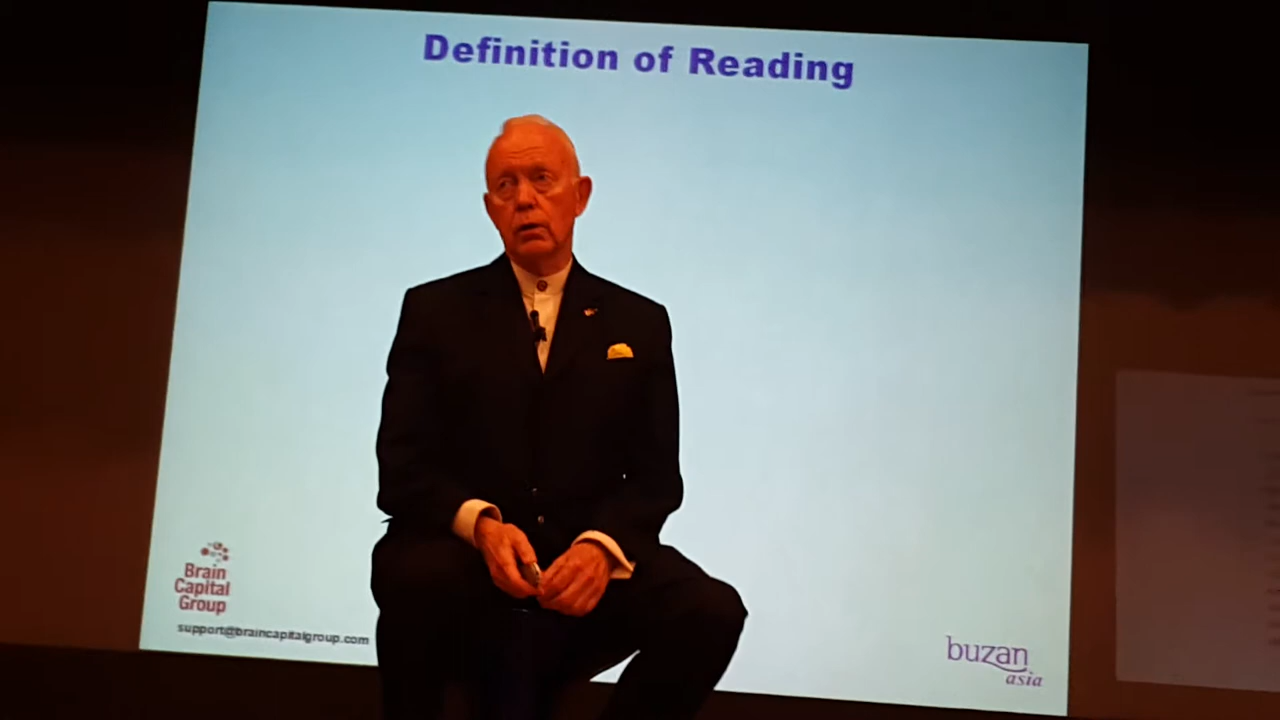 Definition of Reading
Brain
Capital
Group
support@braincapitalgroup.com
buzan
asia